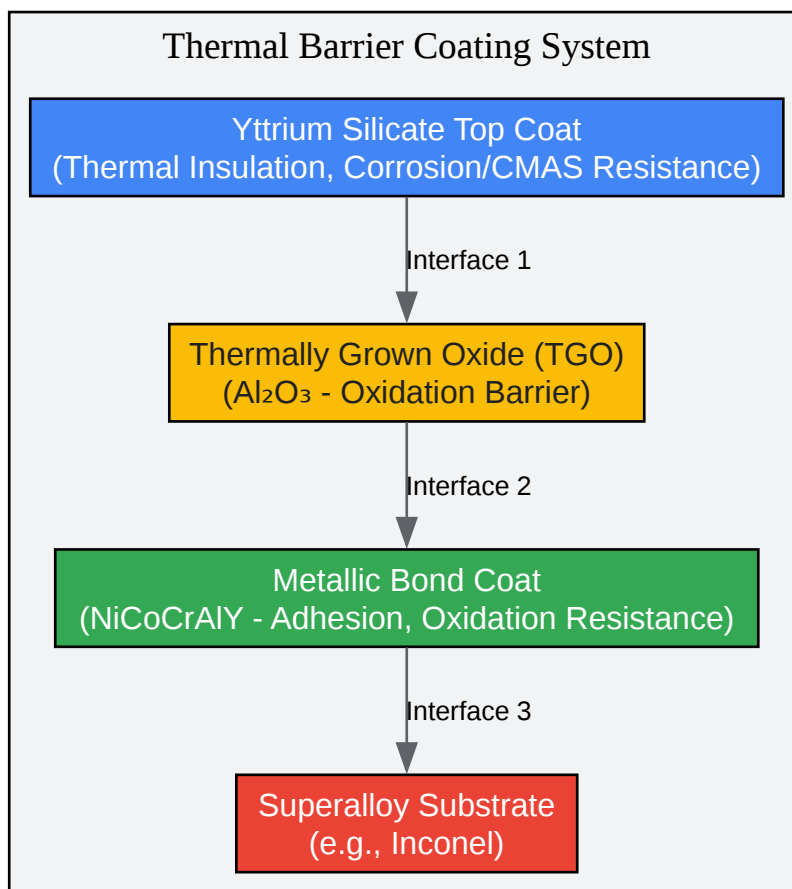 Thermal Barrier Coating System
Yttrium Silicate Top Coat
(Thermal Insulation, Corrosion/CMAS Resistance)
Interface 1
Thermally Grown Oxide (TGO)
(Al₂O₃ - Oxidation Barrier)
Interface 2
Metallic Bond Coat
(NiCoCrAlY - Adhesion, Oxidation Resistance)
Interface 3
Superalloy Substrate
(e.g., Inconel)